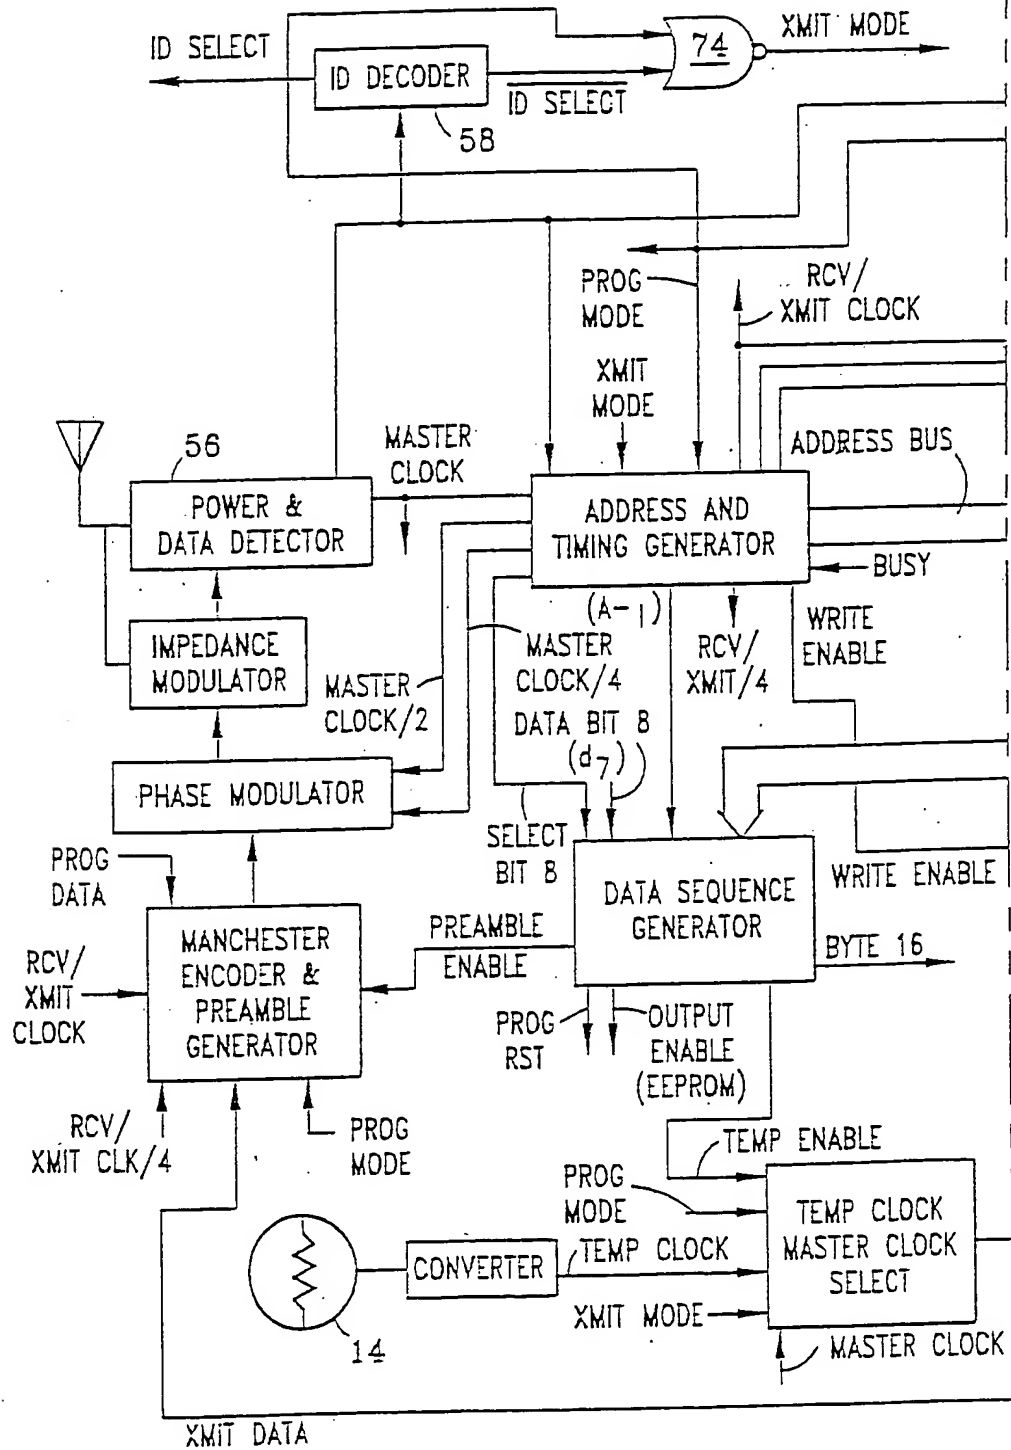 XMIT MODE
74
ID SELECT
ID DECODER
ID SELECT
58
PROG
MODE
RCV/
XMIT CLOCK
XMIT
MODE
56
MASTER
CLOCK
ADDRESS BUS
POWER &
DATA DETECTOR
ADDRESS AND
TIMING GENERATOR
BUSY
(A-1)
IMPEDANCE
MODULATOR
MASTER
CLOCK/4
RCV/
XMIT/4
WRITE
ENABLE
MASTER
CLOCK/2
DATA BIT 8
(d7)
PHASE MODULATOR
SELECT
BIT 8
PROG
DATA
DATA SEQUENCE
GENERATOR
WRITE ENABLE
MANCHESTER
ENCODER &
PREAMBLE
GENERATOR
PREAMBLE
ENABLE
BYTE 16
RCV/
XMIT
CLOCK
PROG
RST
OUTPUT
ENABLE
(EEPROM)
RCV/
XMIT CLK/4
PROG
MODE
TEMP ENABLE
PROG
MODE
TEMP CLOCK
MASTER CLOCK
SELECT
CONVERTER
TEMP CLOCK
XMIT MODE
14
MASTER CLOCK
XMIT DATA